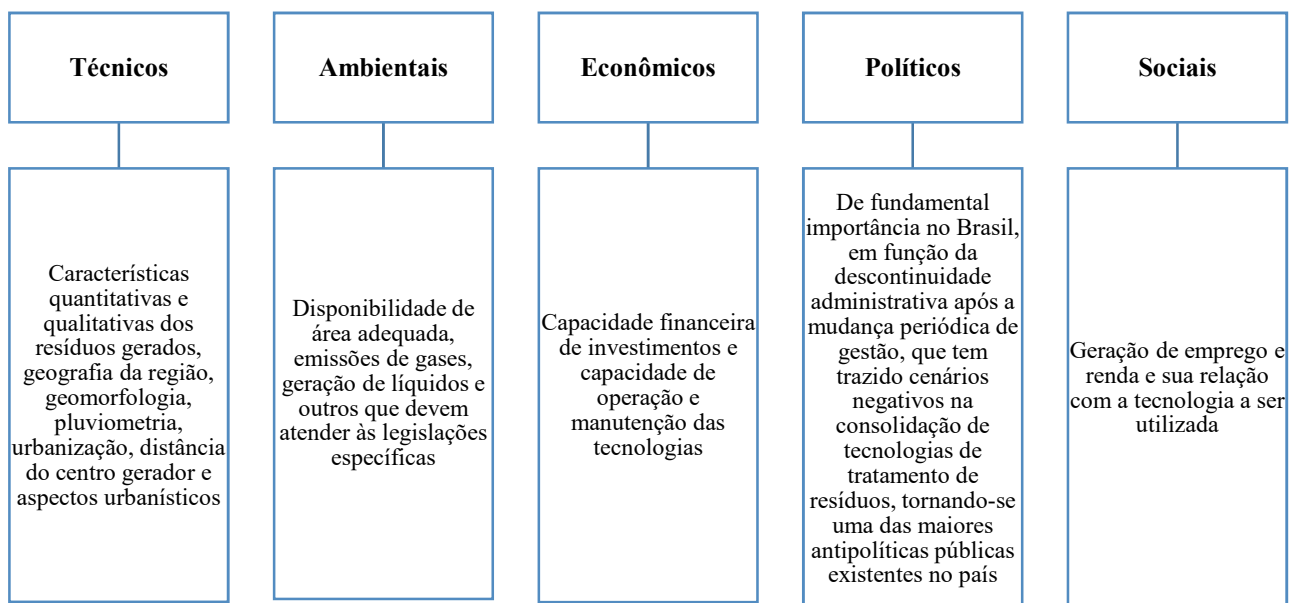 Técnicos
Características
quantitativas e
qualitativas dos
resíduos gerados,
geografia da região,
geomorfologia,
pluviometria,
urbanização, distância
do centro gerador e
aspectos urbanísticos
Ambientais
Disponibilidade de
área adequada,
emissões de gases,
geração de líquidos e
outros que devem
atender às legislações
específicas
Econômicos
Capacidade financeira
de investimentos e
capacidade de
operação e
manutenção das
tecnologias
Políticos
De fundamental
importância no Brasil,
em função da
descontinuidade
administrativa após a
mudança periódica de
gestão, que tem
trazido cenários
negativos na
consolidação de
tecnologias de
tratamento de
resíduos, tornando-se
uma das maiores
antipolíticas públicas
existentes no país
Sociais
Geração de emprego e
renda e sua relação
com a tecnologia a ser
utilizada